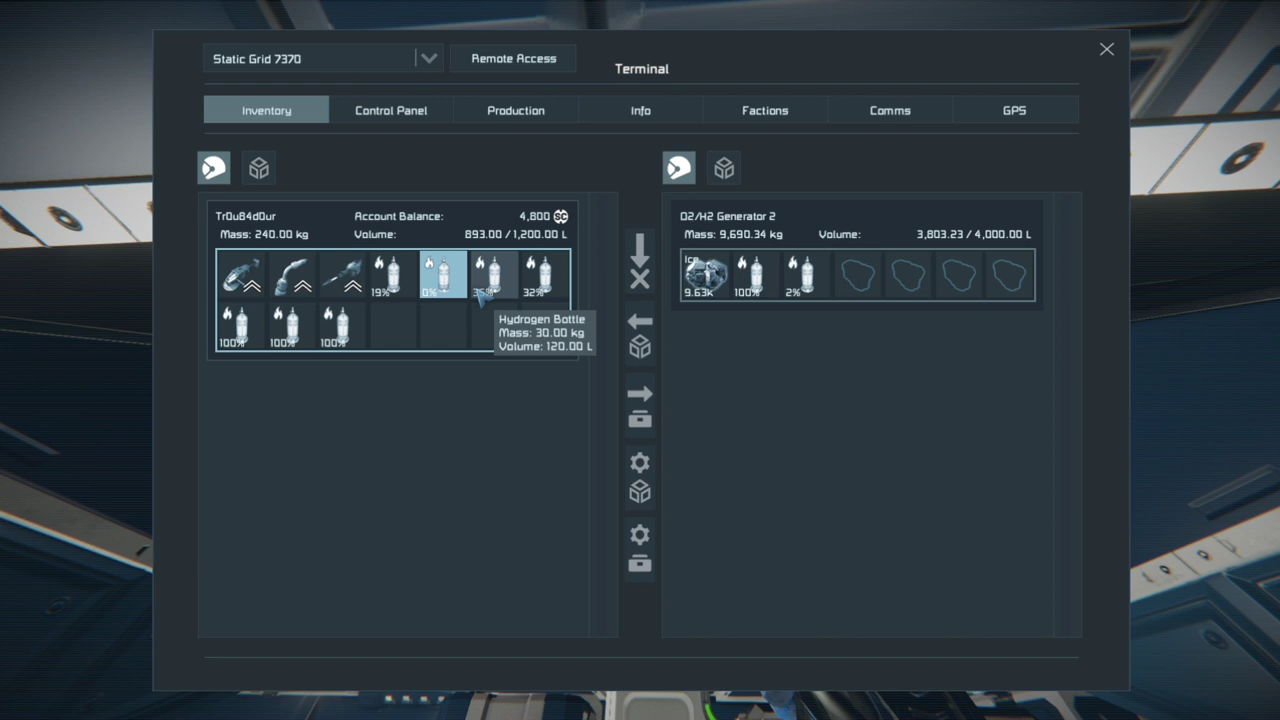 Static Grid 7370
Remote Access
Terminal
Inventory
Control Panel
Production
Info
Factions
Comms
GPS
Tr0u84d0ur
Account Balance:
4,800 SC
Mass: 240.00 kg
Volume:
893.00 / 1,200.00 L
19%
0%
35%
32%
100%
100%
100%
Hydrogen Bottle
Mass: 30.00 kg
Volume: 120.00 L
O2/H2 Generator 2
Mass: 9,690.34 kg
Volume:
3,803.23 / 4,000.00 L
Ice
9.63k
100%
2%